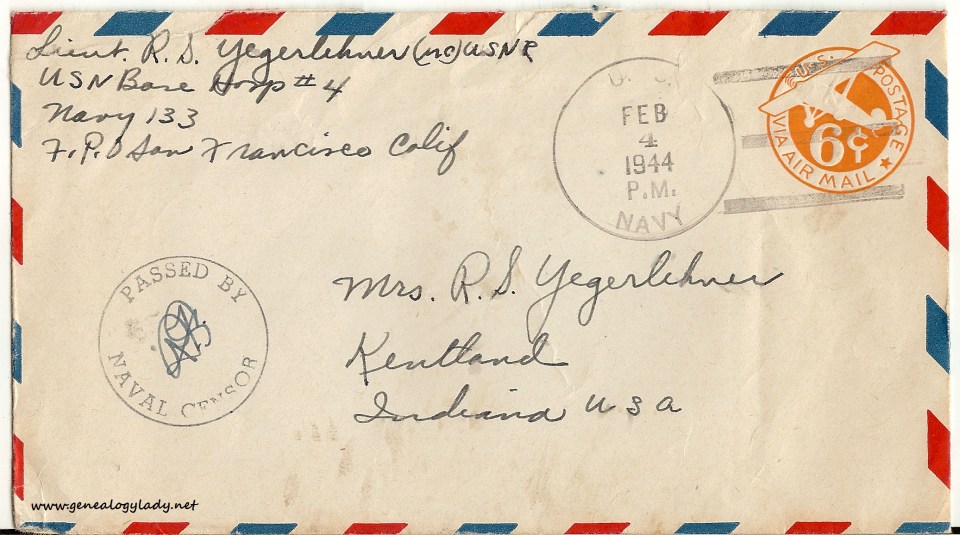 Lieut. R. S. Yegerlehner (MC) USNR
USN Base Hosp #4
Navy 133
F.P.O San Francisco Calif
U. S.
FEB
4
1944
P.M.
NAVY
U.S. POSTAGE
6¢
VIA AIR MAIL
PASSED BY
NAVAL CENSOR
Mrs. R. S. Yegerlehner
Kentland
Indiana USA
www.genealogylady.net